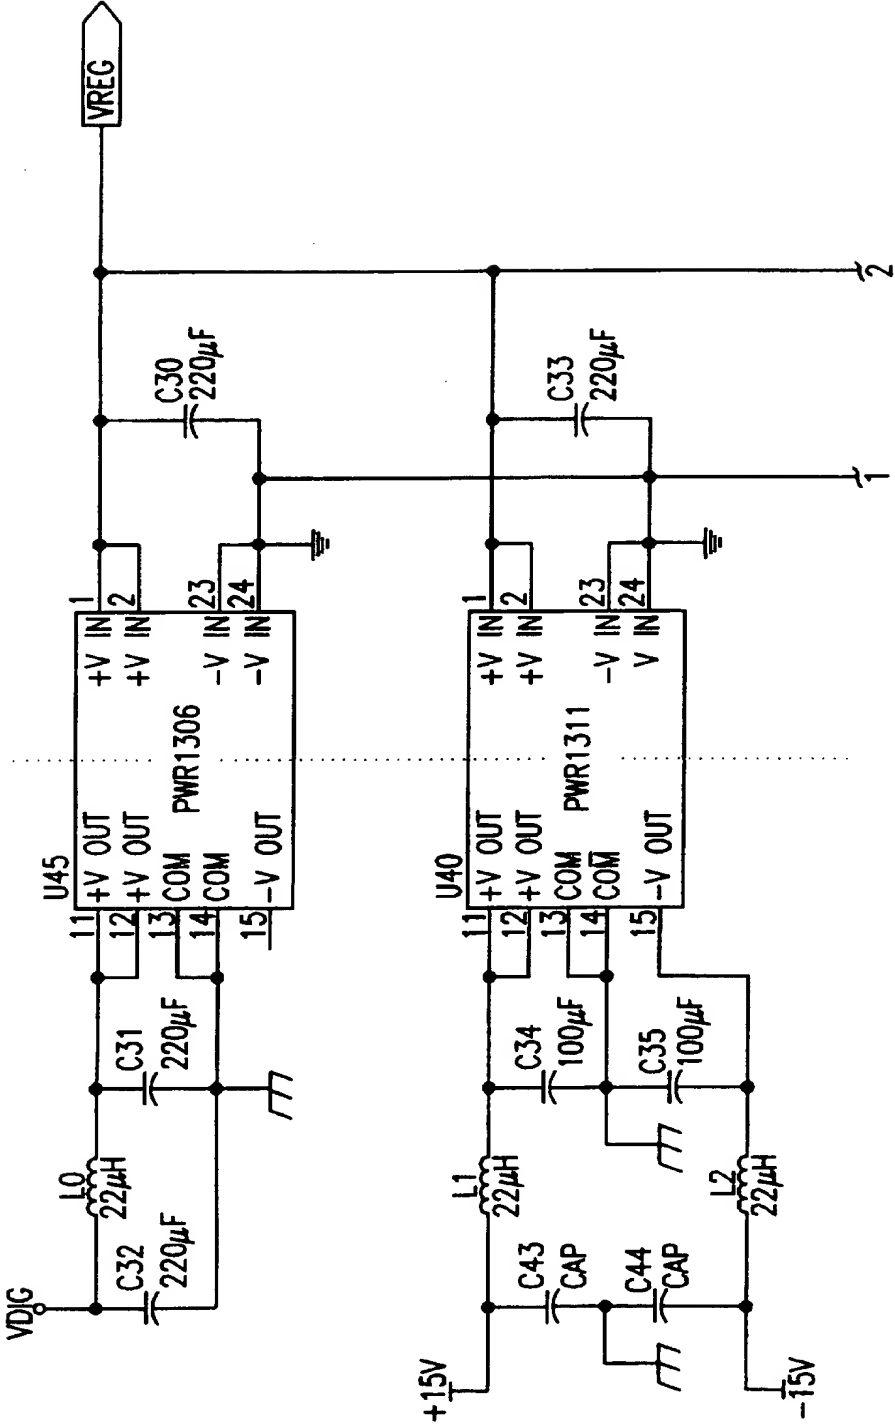 VREG
2
1
C30
220μF
C33
220μF
1
2
23
24
+V IN
+V IN
-V IN
-V IN
PWR1306
U45
+V OUT
+V OUT
COM
COM
-V OUT
11
12
13
14
15
C31
220μF
L0
22μH
C32
220μF
VDIG
1
2
23
24
+V IN
+V IN
-V IN
V IN
PWR1311
U40
+V OUT
+V OUT
COM
COM
-V OUT
11
12
13
14
15
C34
100μF
C35
100μF
L1
22μH
L2
22μH
C43
CAP
C44
CAP
+15V
-15V